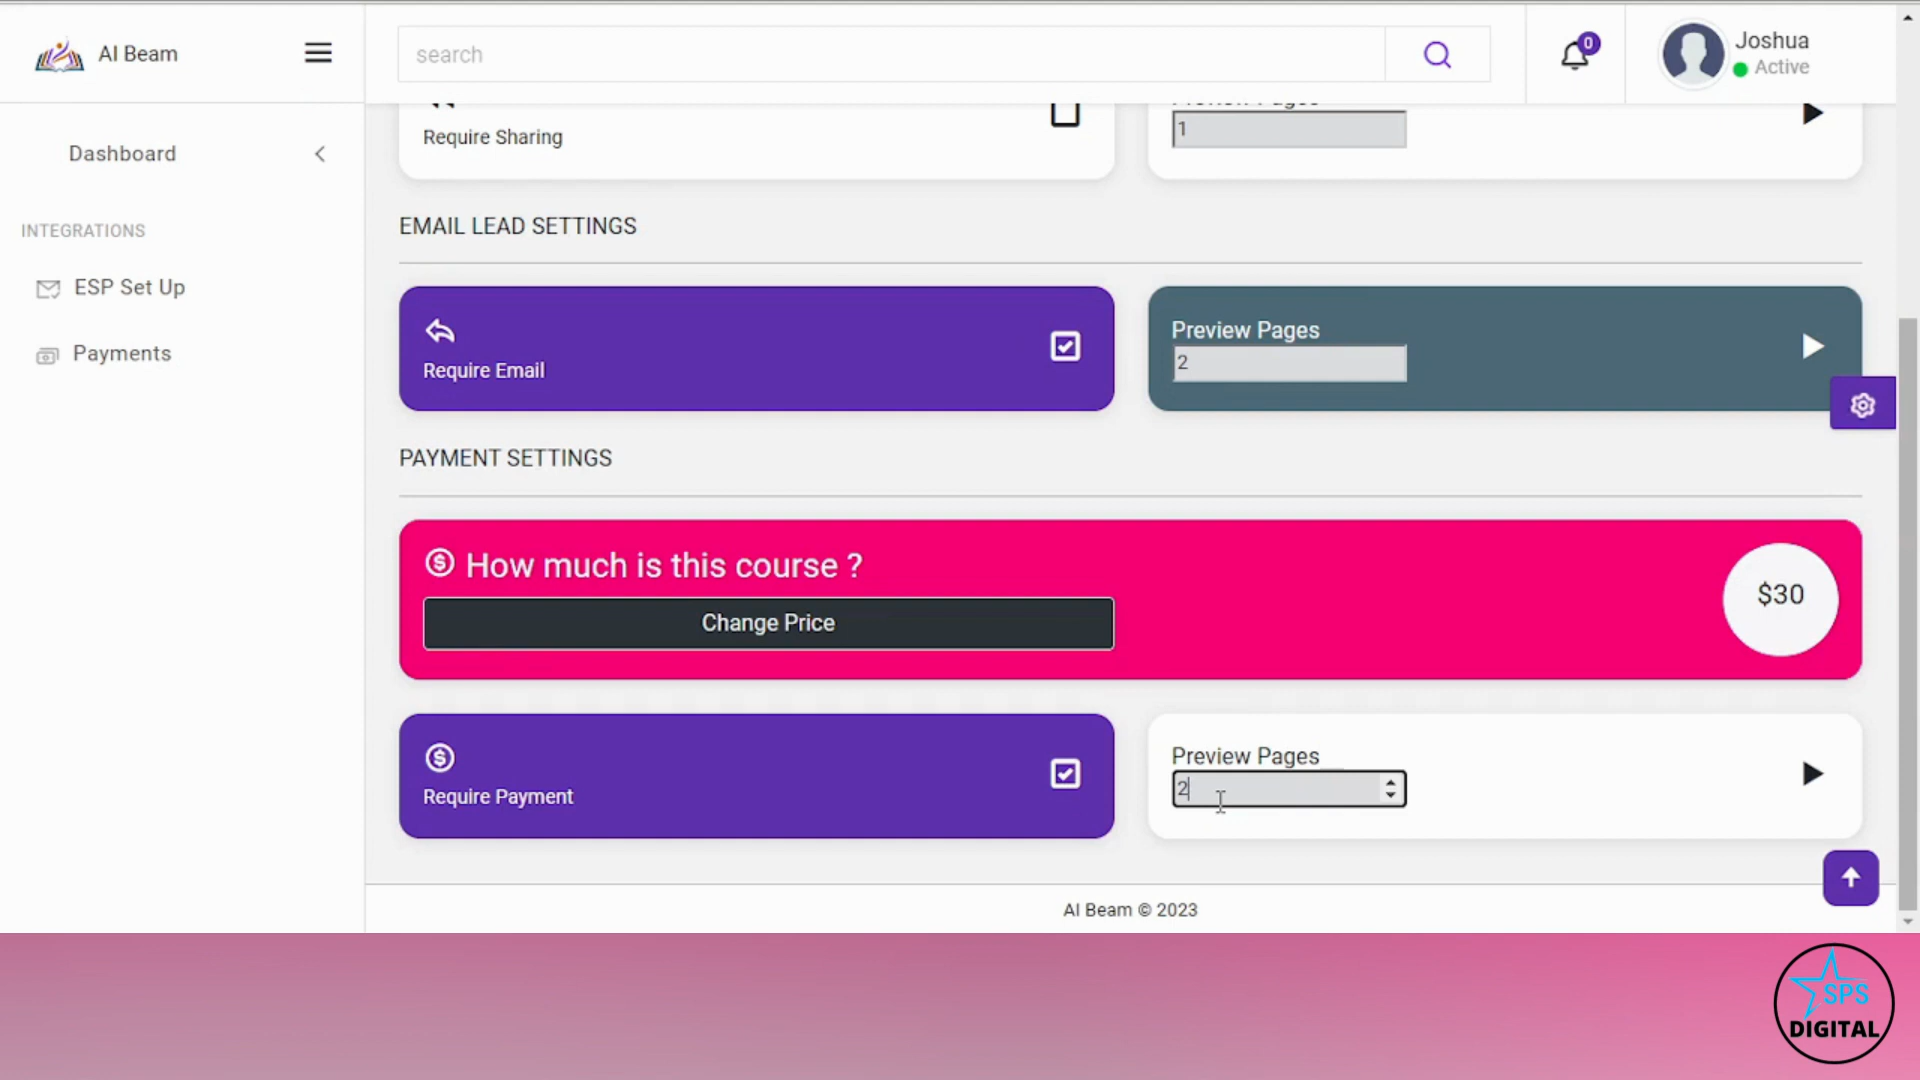 AI Beam
search
0
Joshua
Active
Dashboard
INTEGRATIONS
ESP Set Up
Payments
Require Sharing
Preview Pages
1
EMAIL LEAD SETTINGS
Require Email
Preview Pages
2
PAYMENT SETTINGS
How much is this course ?
Change Price
$30
Require Payment
Preview Pages
2
AI Beam © 2023
SPS
DIGITAL